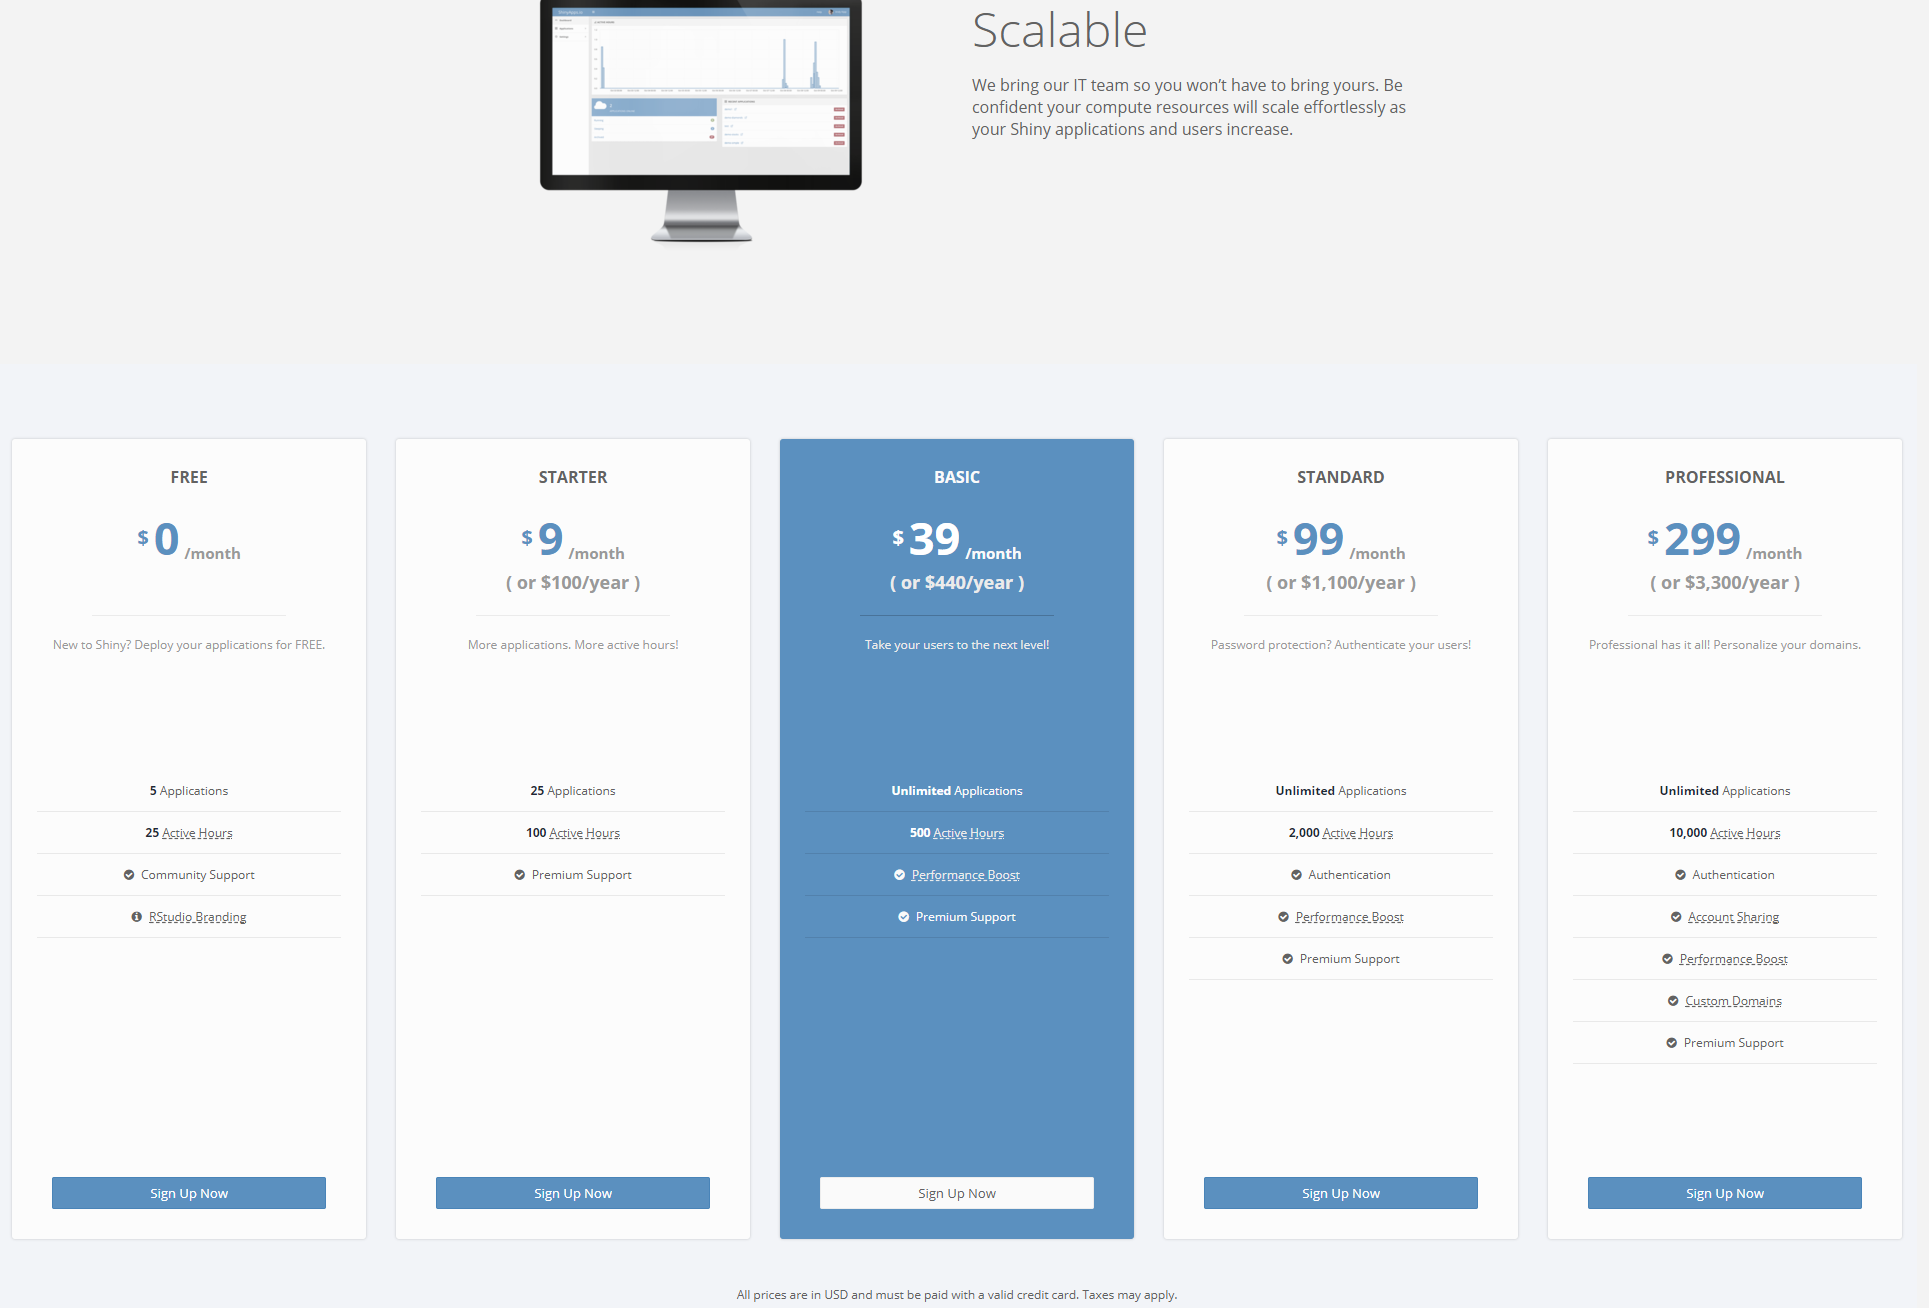 Scalable
We bring our IT team so you won't have to bring yours. Be
confident your compute resources will scale effortlessly as
your Shiny applications and users increase.
FREE
$ 0 /month
New to Shiny? Deploy your applications for FREE.
5 Applications
25 Active Hours
Community Support
RStudio Branding
Sign Up Now
STARTER
$ 9 /month
( or $100/year )
More applications. More active hours!
25 Applications
100 Active Hours
Premium Support
Sign Up Now
BASIC
$ 39 /month
( or $440/year )
Take your users to the next level!
Unlimited Applications
500 Active Hours
Performance Boost
Premium Support
Sign Up Now
STANDARD
$ 99 /month
( or $1,100/year )
Password protection? Authenticate your users!
Unlimited Applications
2,000 Active Hours
Authentication
Performance Boost
Premium Support
Sign Up Now
PROFESSIONAL
$ 299 /month
( or $3,300/year )
Professional has it all! Personalize your domains.
Unlimited Applications
10,000 Active Hours
Authentication
Account Sharing
Performance Boost
Custom Domains
Premium Support
Sign Up Now
All prices are in USD and must be paid with a valid credit card. Taxes may apply.